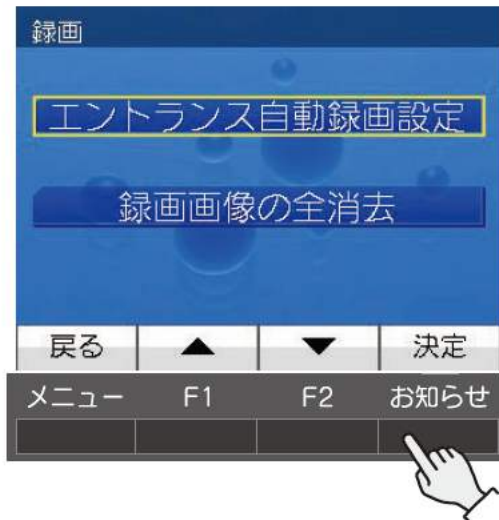 録画
エントランス自動録画設定
録画画像の全消去
戻る ▲ ▼ 決定
メニュー F1 F2 お知らせ